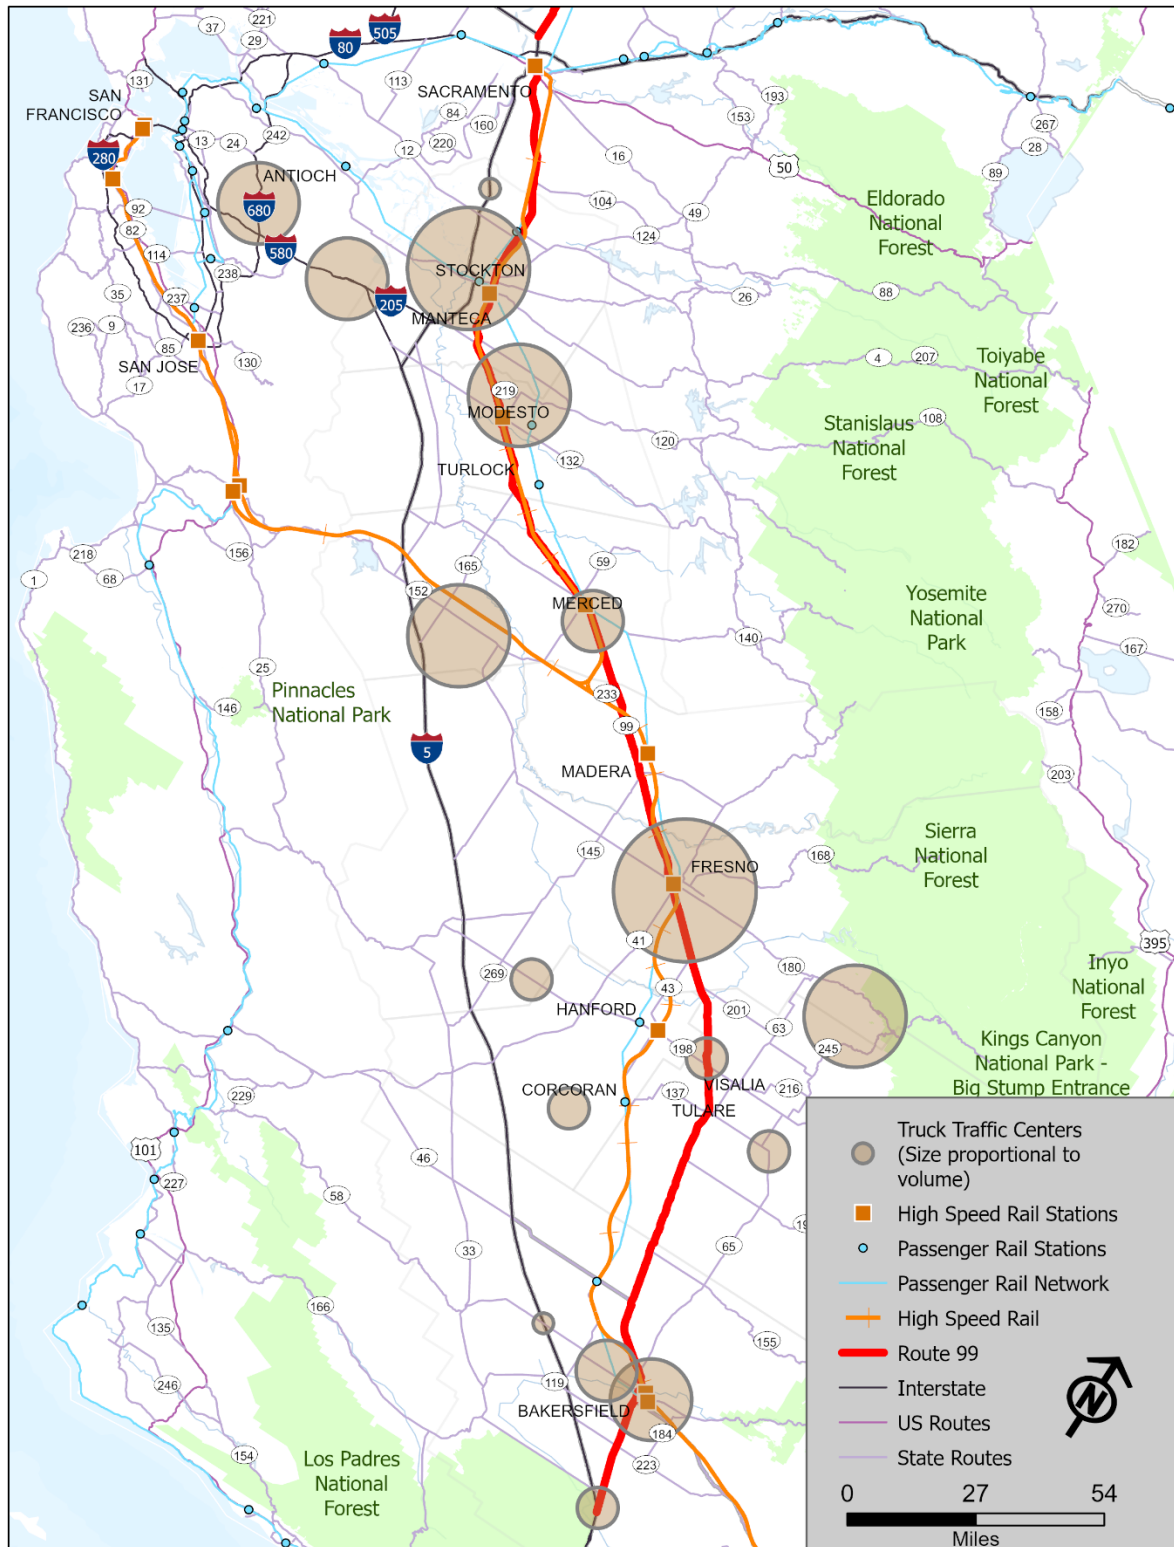 221
37
505
29
80
131
113
SAN
FRANCISCO
SACRAMENTO
193
84
153
267
242
160
13
24
220
28
12
16
280
50
89
ANTIOCH
Eldorado
National
Forest
680
92
104
49
82
580
124
114
238
STOCKTON
35
237
205
88
26
MANTECA
236
9
85
130
SAN JOSE
4
207
Toiyabe
National
Forest
17
219
MODESTO
108
Stanislaus
National
Forest
120
132
TURLOCK
218
156
182
68
165
59
1
152
MERCED
Yosemite
National
Park
270
140
167
25
Pinnacles
National Park
233
146
158
99
5
MADERA
203
145
168
Sierra
National
Forest
FRESNO
41
395
269
180
Inyo
National
Forest
43
HANFORD
201
63
198
245
Kings Canyon
National Park -
Big Stump Entrance
VISALIA
CORCORAN
137
216
229
TULARE
101
46
227
58
19
33
65
166
135
155
246
119
BAKERSFIELD
184
154
223
Los Padres
National
Forest
Truck Traffic Centers
(Size proportional to
volume)
High Speed Rail Stations
Passenger Rail Stations
Passenger Rail Network
High Speed Rail
Route 99
Interstate
US Routes
State Routes
N
0 27 54
Miles